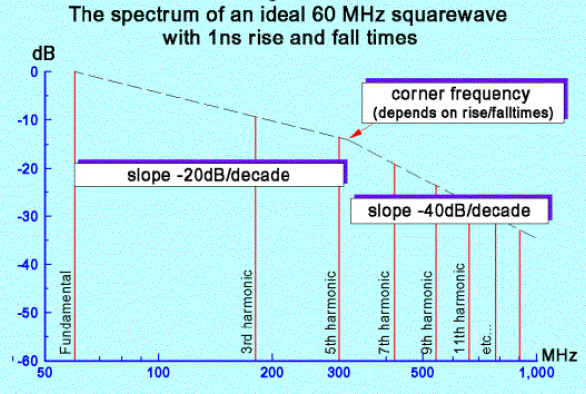 The spectrum of an ideal 60 MHz squarewave
with 1ns rise and fall times
dB
0
-10
-20
-30
-40
-50
-60
corner frequency
(depends on rise/falltimes)
slope -20dB/decade
slope -40dB/decade
Fundamental
3rd harmonic
5th harmonic
7th harmonic
9th harmonic
11th harmonic
etc...
50 100 200 300 500 1,000
MHz